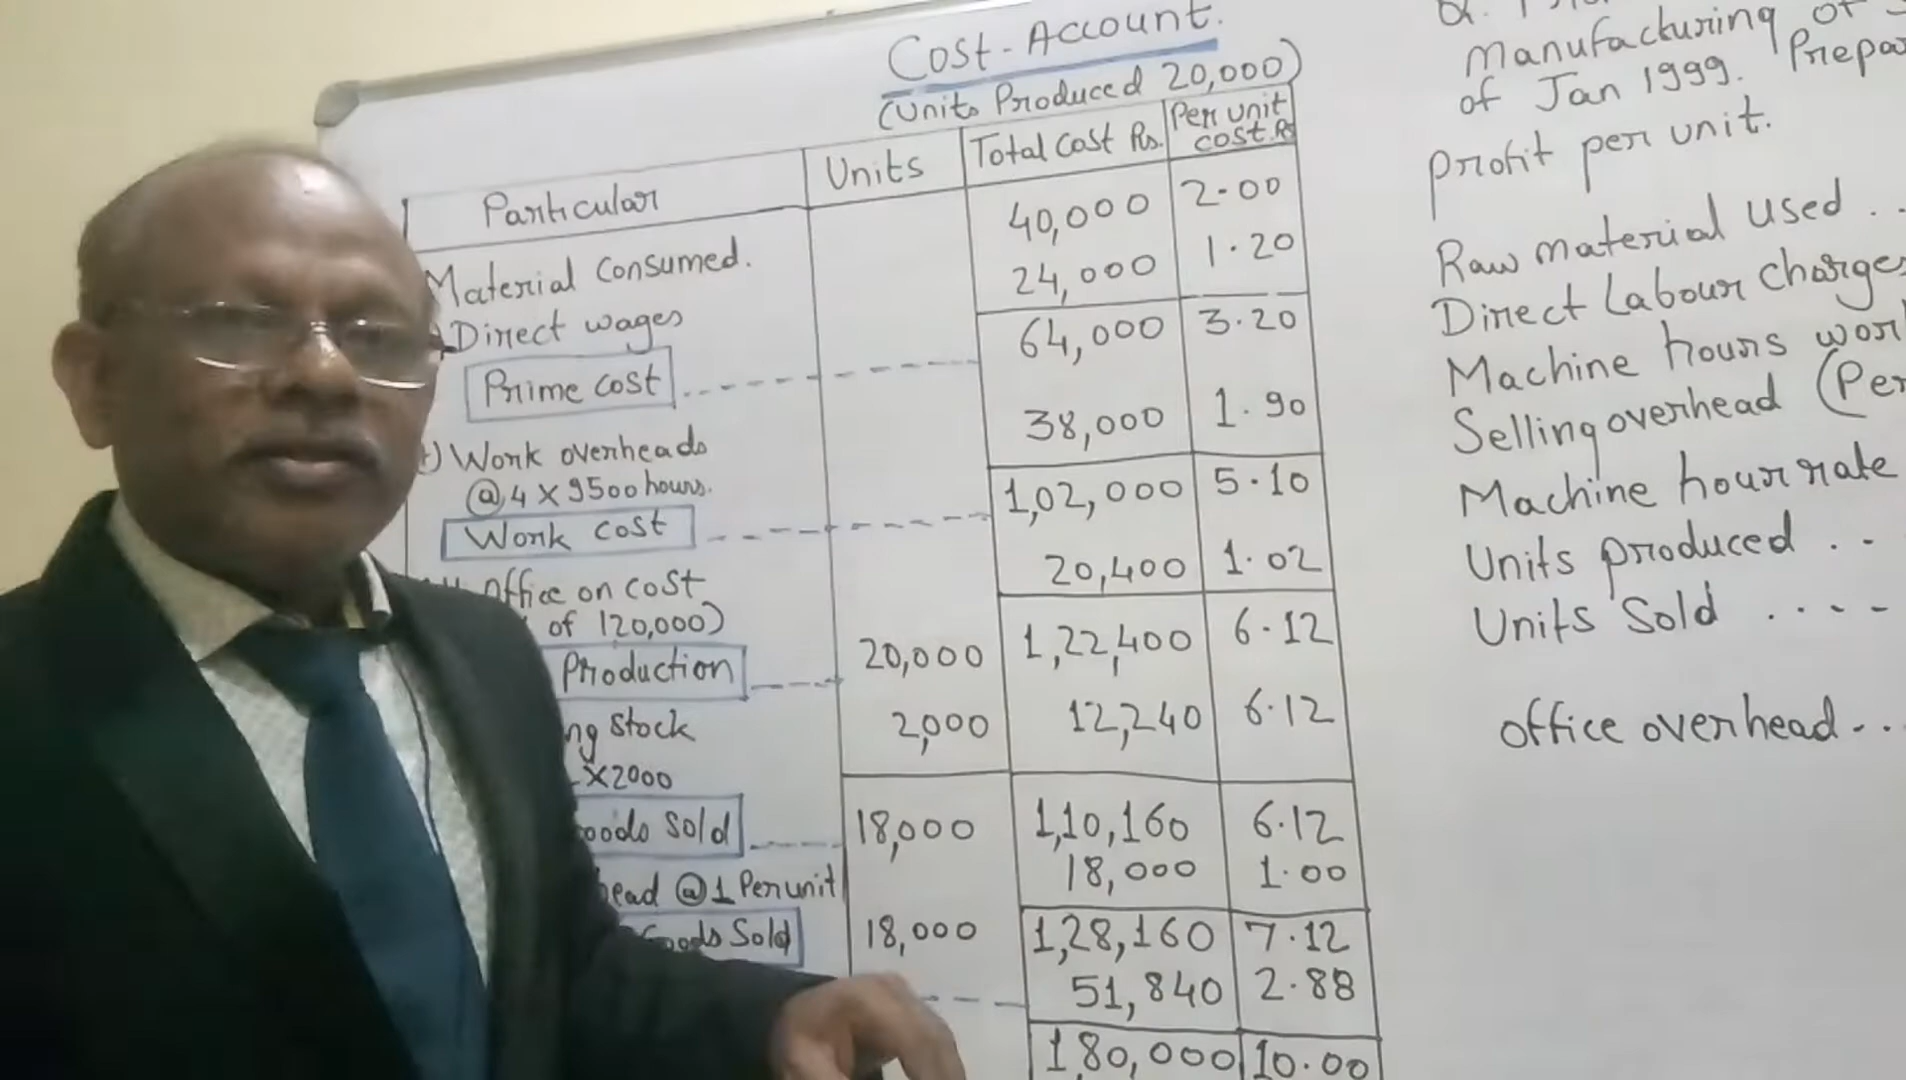 Cost-Account.
(Units Produced 20,000)
Particular Units Total Cost Rs. Per unit cost. Rs
Material Consumed. 40,000 2.00
Direct wages 24,000 1.20
Prime cost 64,000 3.20
Work overheads
@ 4 X 9500 hours. 38,000 1.90
Work cost 1,02,000 5.10
office on cost 20,400 1.02
of 120,000)
Production 20,000 1,22,400 6.12
ng stock 2,000 12,240 6.12
X2000
oods sold 18,000 1,10,160 6.12
head @ 1 Per unit 18,000 1.00
Goods Sold 18,000 1,28,160 7.12
51,840 2.88
1,80,000 10.00
Manufacturing of
of Jan 1999. Prepa
profit per unit.
Raw material used ..
Direct Labour Charges
Machine hours wor
Selling overhead (Per
Machine hour rate
Units produced ..
Units Sold ....
office overhead...